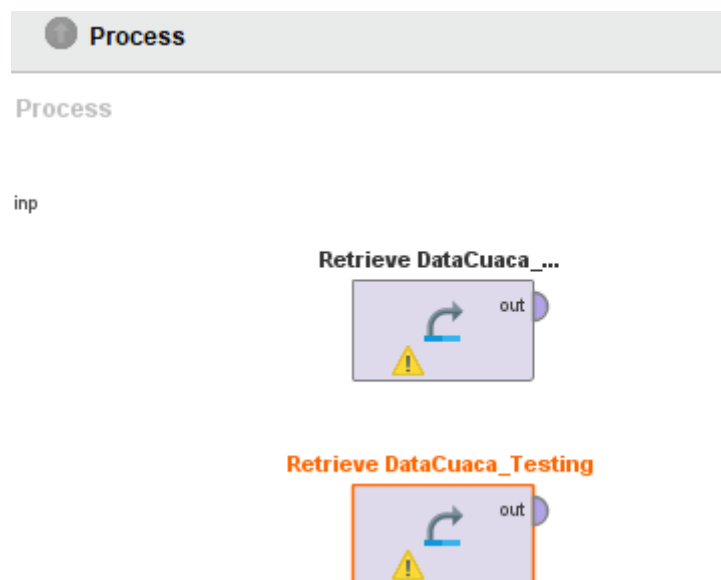 Process
Process
inp
Retrieve DataCuaca_...
out
Retrieve DataCuaca_Testing
out